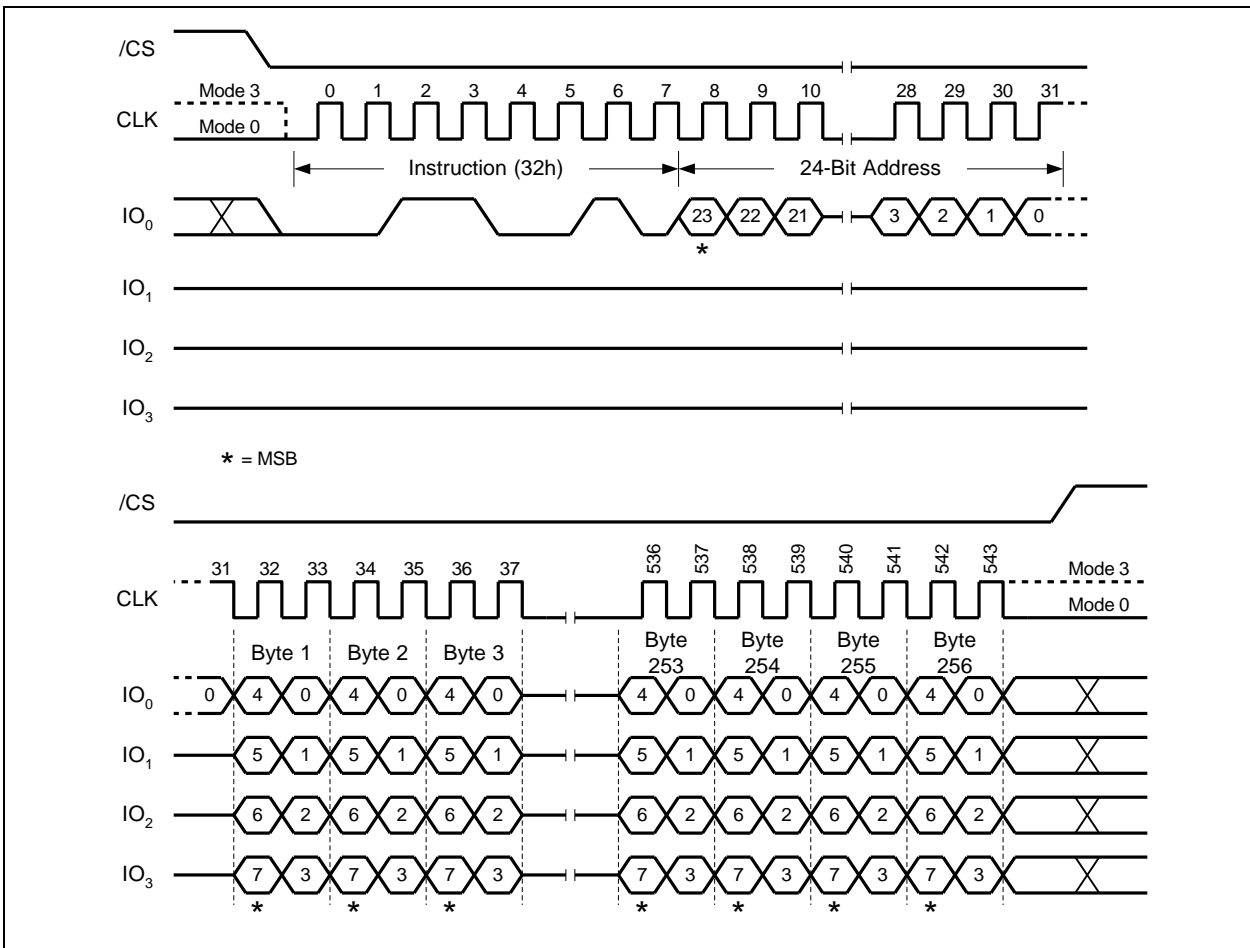 /CS
Mode 3 0 1 2 3 4 5 6 7 8 9 10 28 29 30 31
CLK
Mode 0
Instruction (32h) 24-Bit Address
IO0 23 22 21 3 2 1 0
*
IO1
IO2
IO3
* = MSB
/CS
31 32 33 34 35 36 37 536 537 538 539 540 541 542 543
Mode 3
CLK
Mode 0
Byte 1 Byte 2 Byte 3 Byte 253 Byte 254 Byte 255 Byte 256
IO0 0 4 0 4 0 4 0 4 0 4 0 4 0 4 0
IO1 5 1 5 1 5 1 5 1 5 1 5 1 5 1
IO2 6 2 6 2 6 2 6 2 6 2 6 2 6 2
IO3 7 3 7 3 7 3 7 3 7 3 7 3 7 3
* * * * * * *